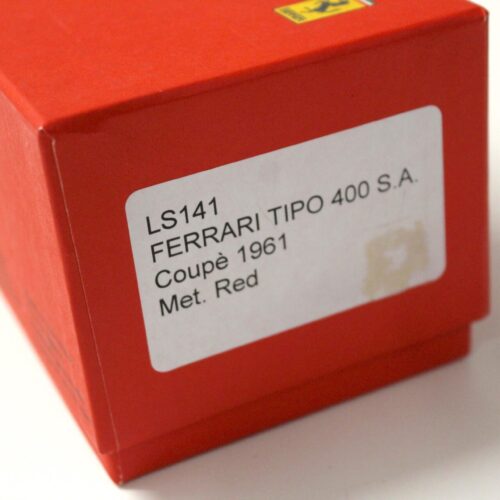 LS141
FERRARI TIPO 400 S.A.
Coupè 1961
Met. Red